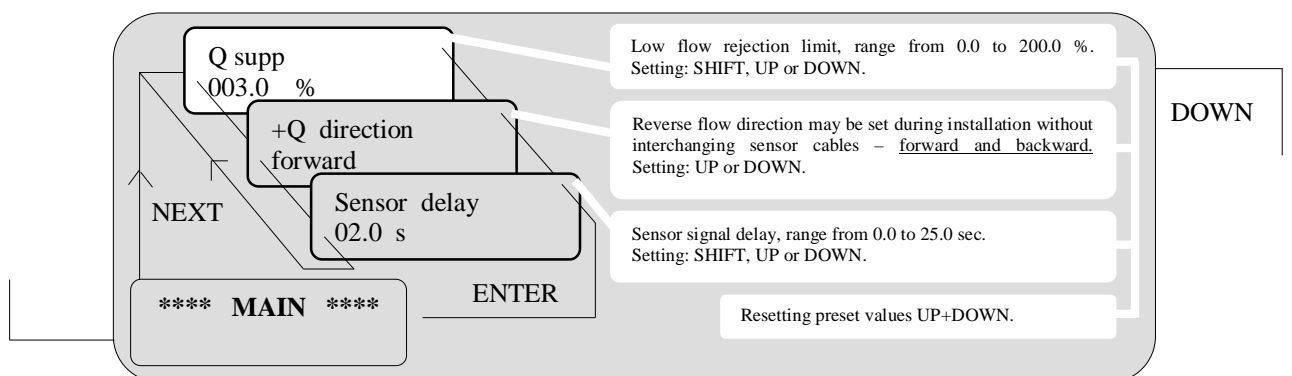 Q supp
003.0 %
+Q direction
forward
Sensor delay
02.0 s
NEXT
**** MAIN ****
ENTER
Low flow rejection limit, range from 0.0 to 200.0 %.
Setting: SHIFT, UP or DOWN.
Reverse flow direction may be set during installation without
interchanging sensor cables – forward and backward.
Setting: UP or DOWN.
Sensor signal delay, range from 0.0 to 25.0 sec.
Setting: SHIFT, UP or DOWN.
Resetting preset values UP+DOWN.
DOWN